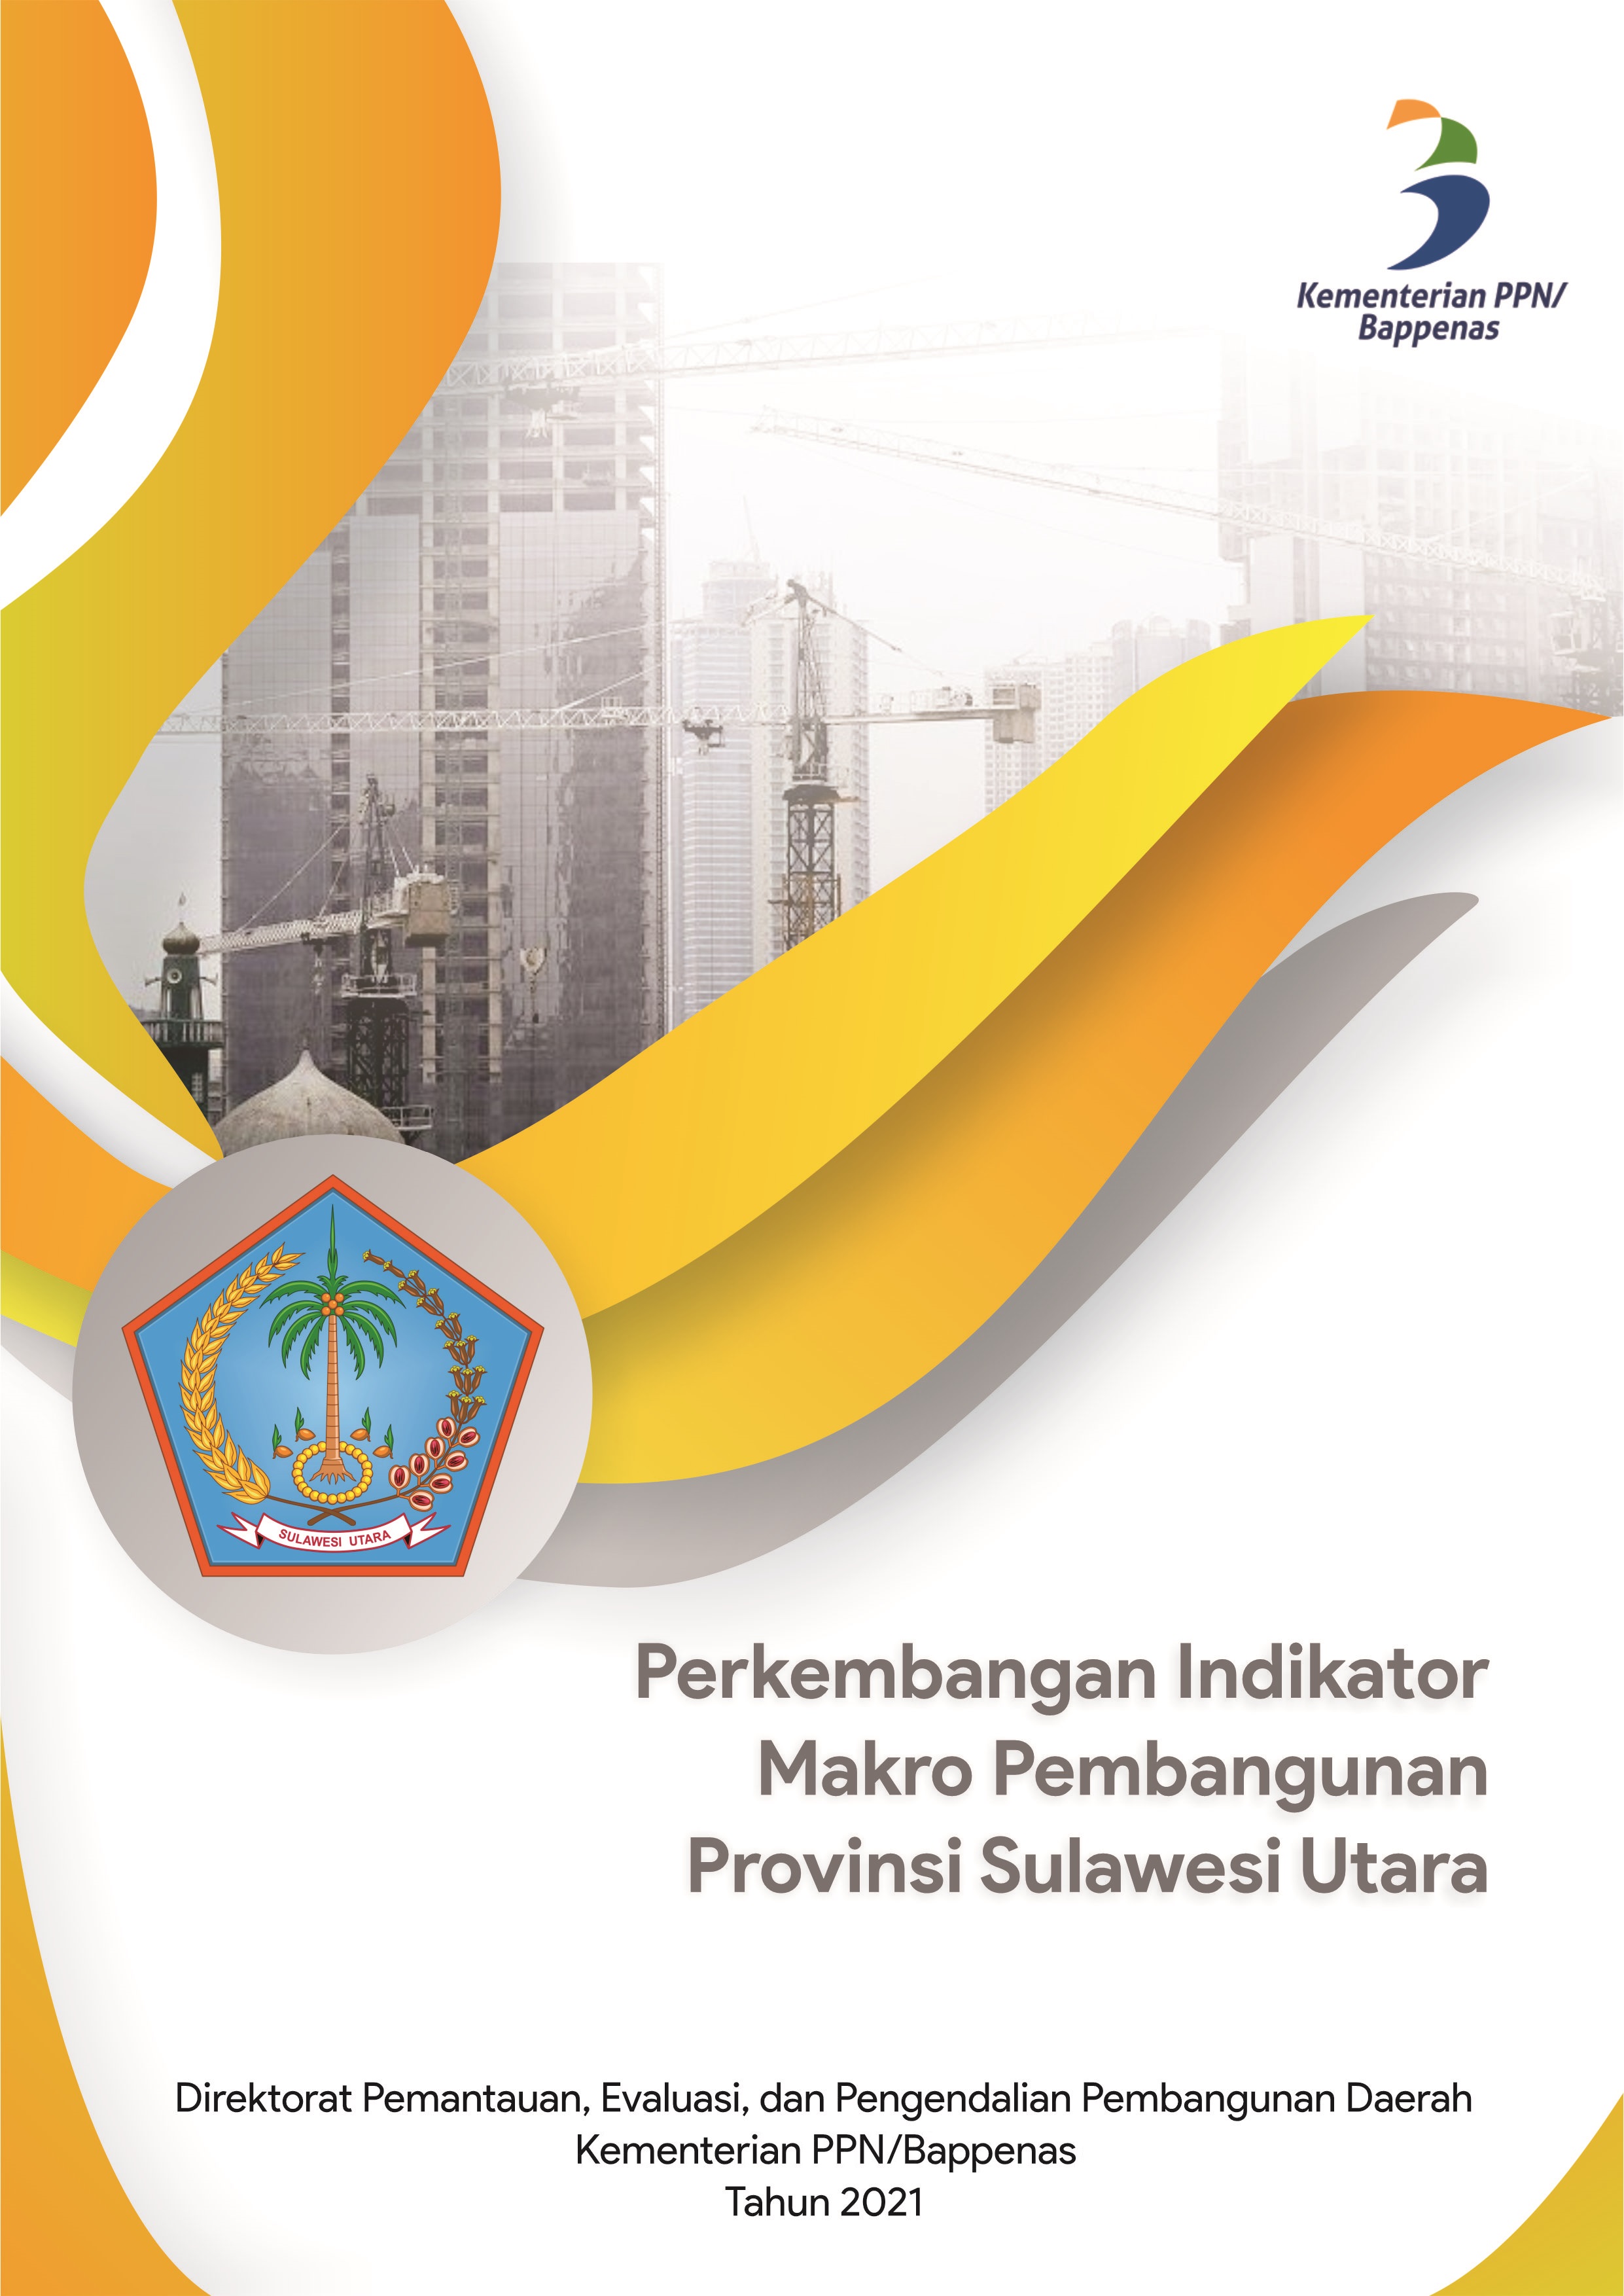 Kementerian PPN/
Bappenas
SULAWESI UTARA
Perkembangan Indikator
Makro Pembangunan
Provinsi Sulawesi Utara
Direktorat Pemantauan, Evaluasi, dan Pengendalian Pembangunan Daerah
Kementerian PPN/Bappenas
Tahun 2021